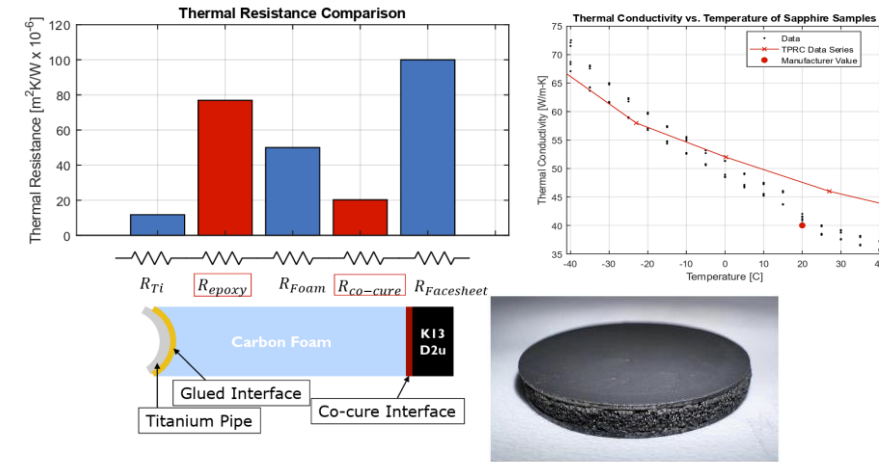 Thermal Resistance Comparison
Thermal Resistance [m²K/W x 10⁻⁶]
120
100
80
60
40
20
0
R_Ti
R_epoxy
R_Foam
R_co-cure
R_Facesheet
Carbon Foam
K13
D2u
Glued Interface
Titanium Pipe
Co-cure Interface
Thermal Conductivity vs. Temperature of Sapphire Samples
Data
TPRC Data Series
Manufacturer Value
Thermal Conductivity [W/m-K]
75
70
65
60
55
50
45
40
35
-40
-30
-20
-10
0
10
20
30
Temperature [C]